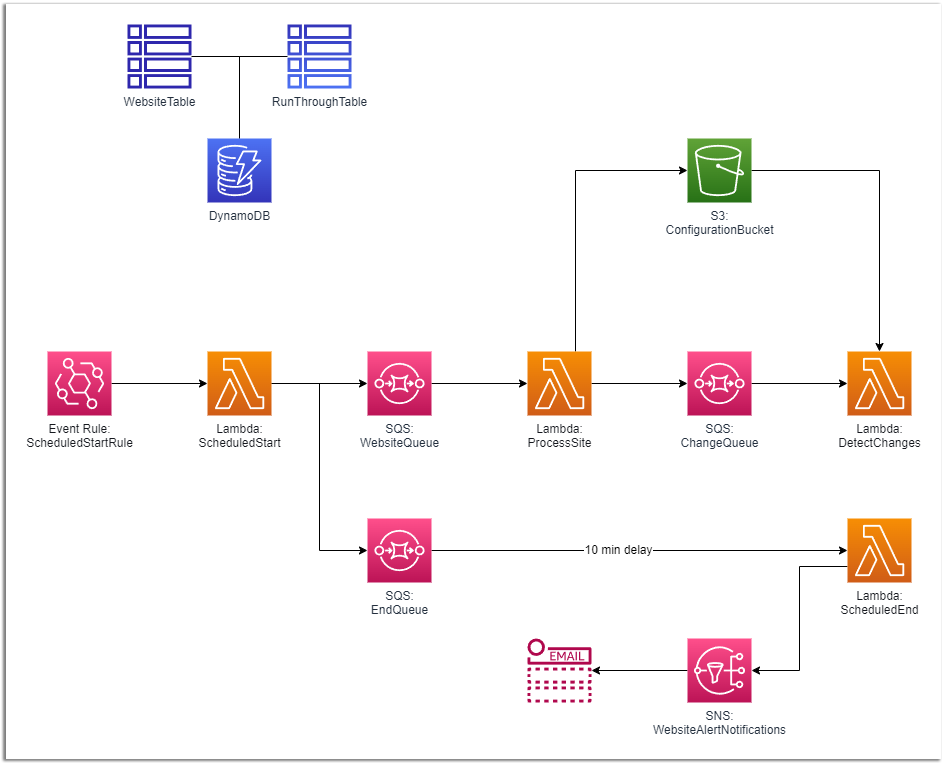 WebsiteTable
RunThroughTable
DynamoDB
S3:
ConfigurationBucket
Event Rule:
ScheduledStartRule
Lambda:
ScheduledStart
SQS:
WebsiteQueue
Lambda:
ProcessSite
SQS:
ChangeQueue
Lambda:
DetectChanges
10 min delay
SQS:
EndQueue
Lambda:
ScheduledEnd
EMAIL
SNS:
WebsiteAlertNotifications